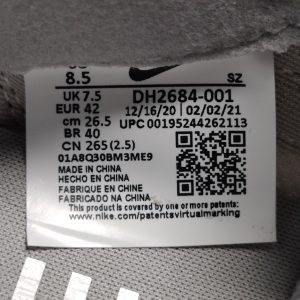 8.5 SZ
UK 7.5 DH2684-001
EUR 42 12/16/20 02/02/21
cm 26.5 UPC 00195244262113
BR 40
CN 265(2.5)
01A8Q30BM3ME9
MADE IN CHINA
HECHO EN CHINA
FABRIQUE EN CHINE
FABRICADO NA CHINA
This product is covered by one or more patents:
www.nike.com/patentsvirtualmarking